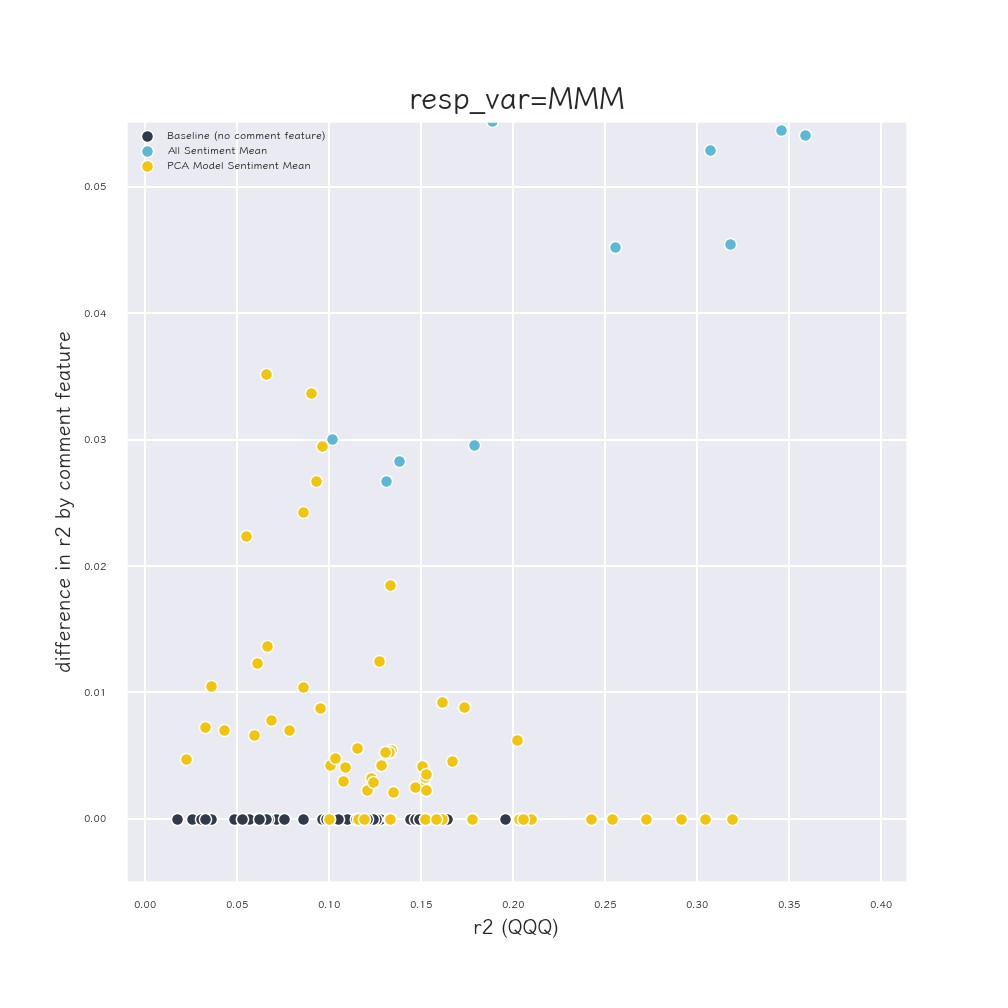 resp_var=MMM
Baseline (no comment feature)
All Sentiment Mean
PCA Model Sentiment Mean
difference in r2 by comment feature
0.05
0.04
0.03
0.02
0.01
0.00
0.00 0.05 0.10 0.15 0.20 0.25 0.30 0.35 0.40
r2 (QQQ)